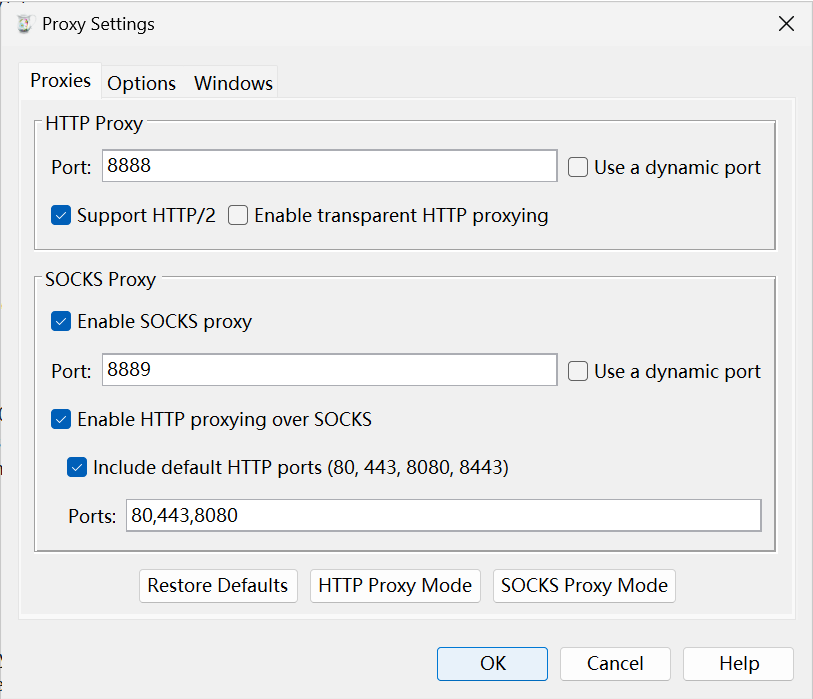 Proxy Settings
Proxies Options Windows
HTTP Proxy
Port: 8888 Use a dynamic port
Support HTTP/2 Enable transparent HTTP proxying
SOCKS Proxy
Enable SOCKS proxy
Port: 8889 Use a dynamic port
Enable HTTP proxying over SOCKS
Include default HTTP ports (80, 443, 8080, 8443)
Ports: 80,443,8080
Restore Defaults HTTP Proxy Mode SOCKS Proxy Mode
OK Cancel Help